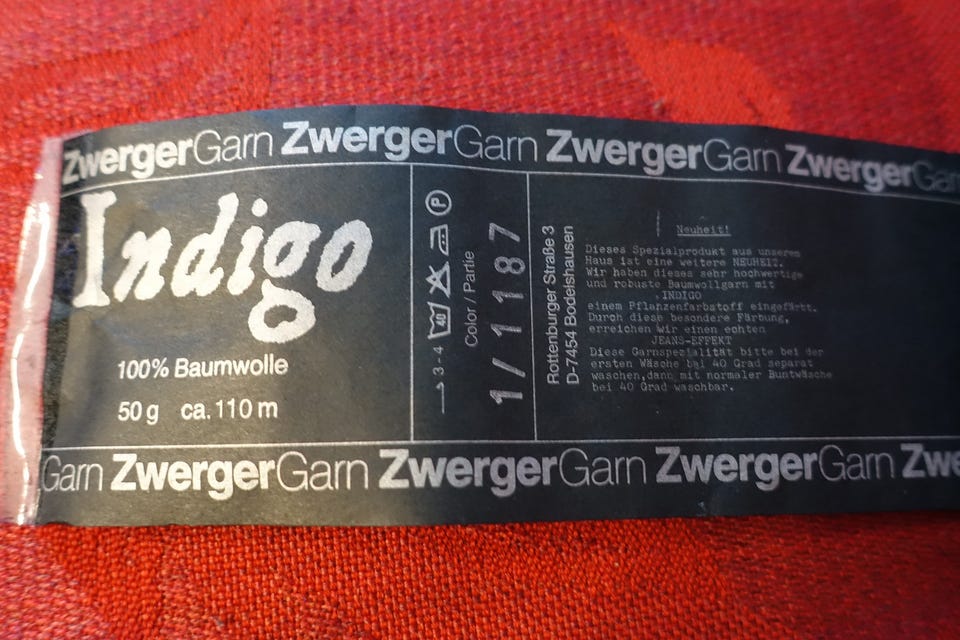 ZwergerGarn ZwergerGarn ZwergerGarn ZwergerGarn
Indigo
100% Baumwolle
50 g ca. 110 m
3-4 40 P
Color / Partie
1/1187
Rottenburger Straße 3
D-7454 Bodelshausen
Neuheit!
Dieses Spezialprodukt aus unserem
Haus ist eine weitere NEUHEIT.
Wir haben dieses sehr hochwertige
und robuste Baumwollgarn mit
INDIGO
einem Pflanzenfarbstoff eingefärbt.
Durch diese besondere Färbung,
erreichen wir einen echten
JEANS-EFFEKT
Diese Garnspezialität bitte bei der
ersten Wäsche bei 40 Grad separat
waschen,dann mit normaler Buntwäsche
bei 40 Grad waschbar.
Garn ZwergerGarn ZwergerGarn ZwergerGarn Zwe